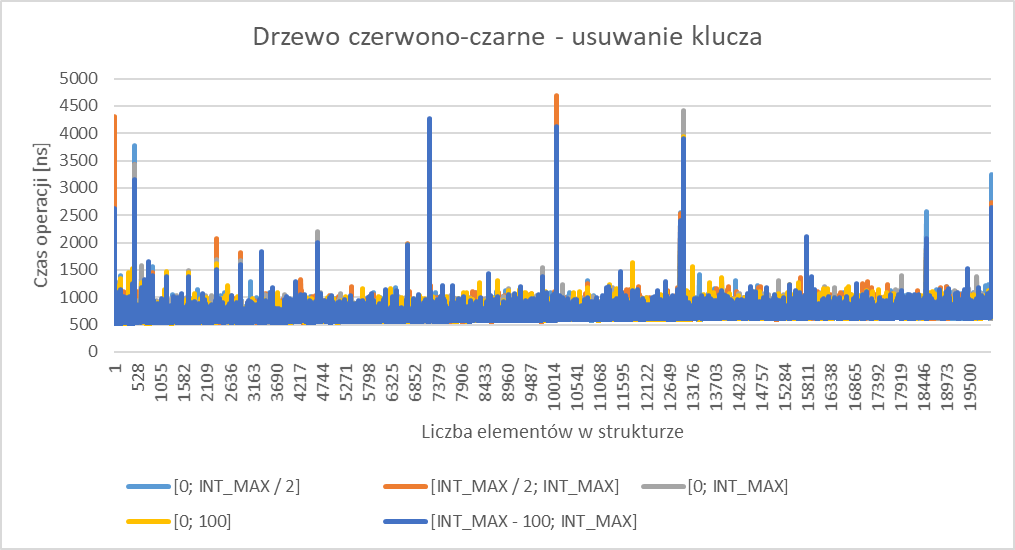 Drzewo czerwono-czarne - usuwanie klucza
Czas operacji [ns]
5000
4500
4000
3500
3000
2500
2000
1500
1000
500
0
1 528 1055 1582 2109 2636 3163 3690 4217 4744 5271 5798 6325 6852 7379 7906 8433 8960 9487 10014 10541 11068 11595 12122 12649 13176 13703 14230 14757 15284 15811 16338 16865 17392 17919 18446 18973 19500
Liczba elementów w strukturze
[0; INT_MAX / 2] [INT_MAX / 2; INT_MAX] [0; INT_MAX]
[0; 100] [INT_MAX - 100; INT_MAX]